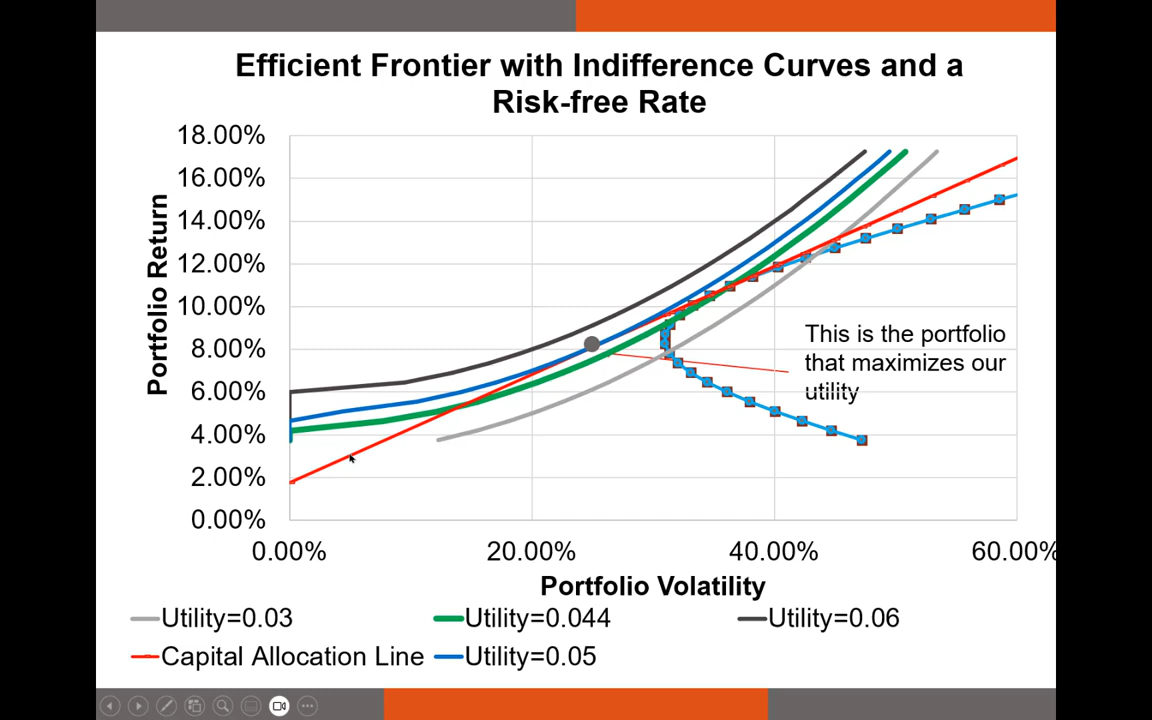 Efficient Frontier with Indifference Curves and a
Risk-free Rate
18.00%
16.00%
14.00%
12.00%
10.00%
8.00%
6.00%
4.00%
2.00%
0.00%
Portfolio Return
This is the portfolio
that maximizes our
utility
0.00% 20.00% 40.00% 60.00%
Portfolio Volatility
Utility=0.03 Utility=0.044 Utility=0.06
Capital Allocation Line Utility=0.05